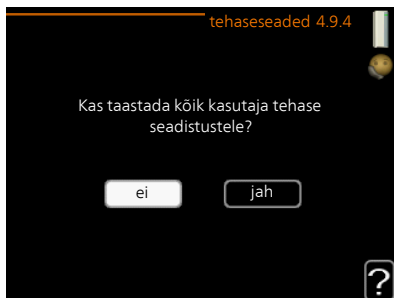 tehaseseaded 4.9.4
Kas taastada kõik kasutaja tehase
seadistustele?
ei
jah
?